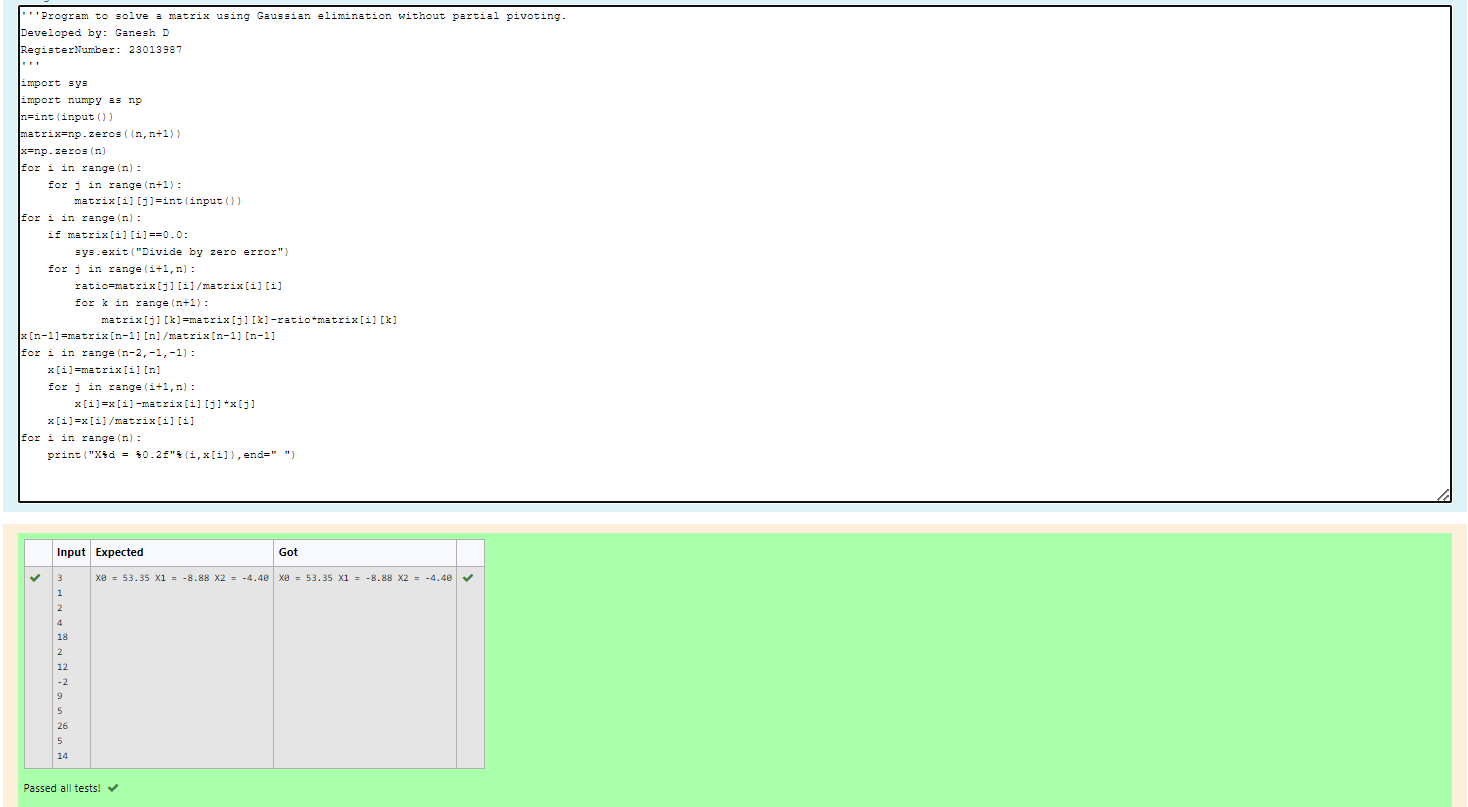 '''Program to solve a matrix using Gaussian elimination without partial pivoting.
Developed by: Ganesh D
RegisterNumber: 23013987
'''
import sys
import numpy as np
n=int(input())
matrix=np.zeros((n,n+1))
x=np.zeros(n)
for i in range(n):
    for j in range(n+1):
        matrix[i][j]=int(input())
for i in range(n):
    if matrix[i][i]==0.0:
        sys.exit("Divide by zero error")
    for j in range(i+1,n):
        ratio=matrix[j][i]/matrix[i][i]
        for k in range(n+1):
            matrix[j][k]=matrix[j][k]-ratio*matrix[i][k]
x[n-1]=matrix[n-1][n]/matrix[n-1][n-1]
for i in range(n-2,-1,-1):
    x[i]=matrix[i][n]
    for j in range(i+1,n):
        x[i]=x[i]-matrix[i][j]*x[j]
    x[i]=x[i]/matrix[i][i]
for i in range(n):
    print("X%d = %0.2f"%(i,x[i]),end=" ")
Input Expected Got
3 X0 = 53.35 X1 = -8.88 X2 = -4.40 X0 = 53.35 X1 = -8.88 X2 = -4.40
1
2
4
18
2
12
-2
9
5
26
5
14
Passed all tests!